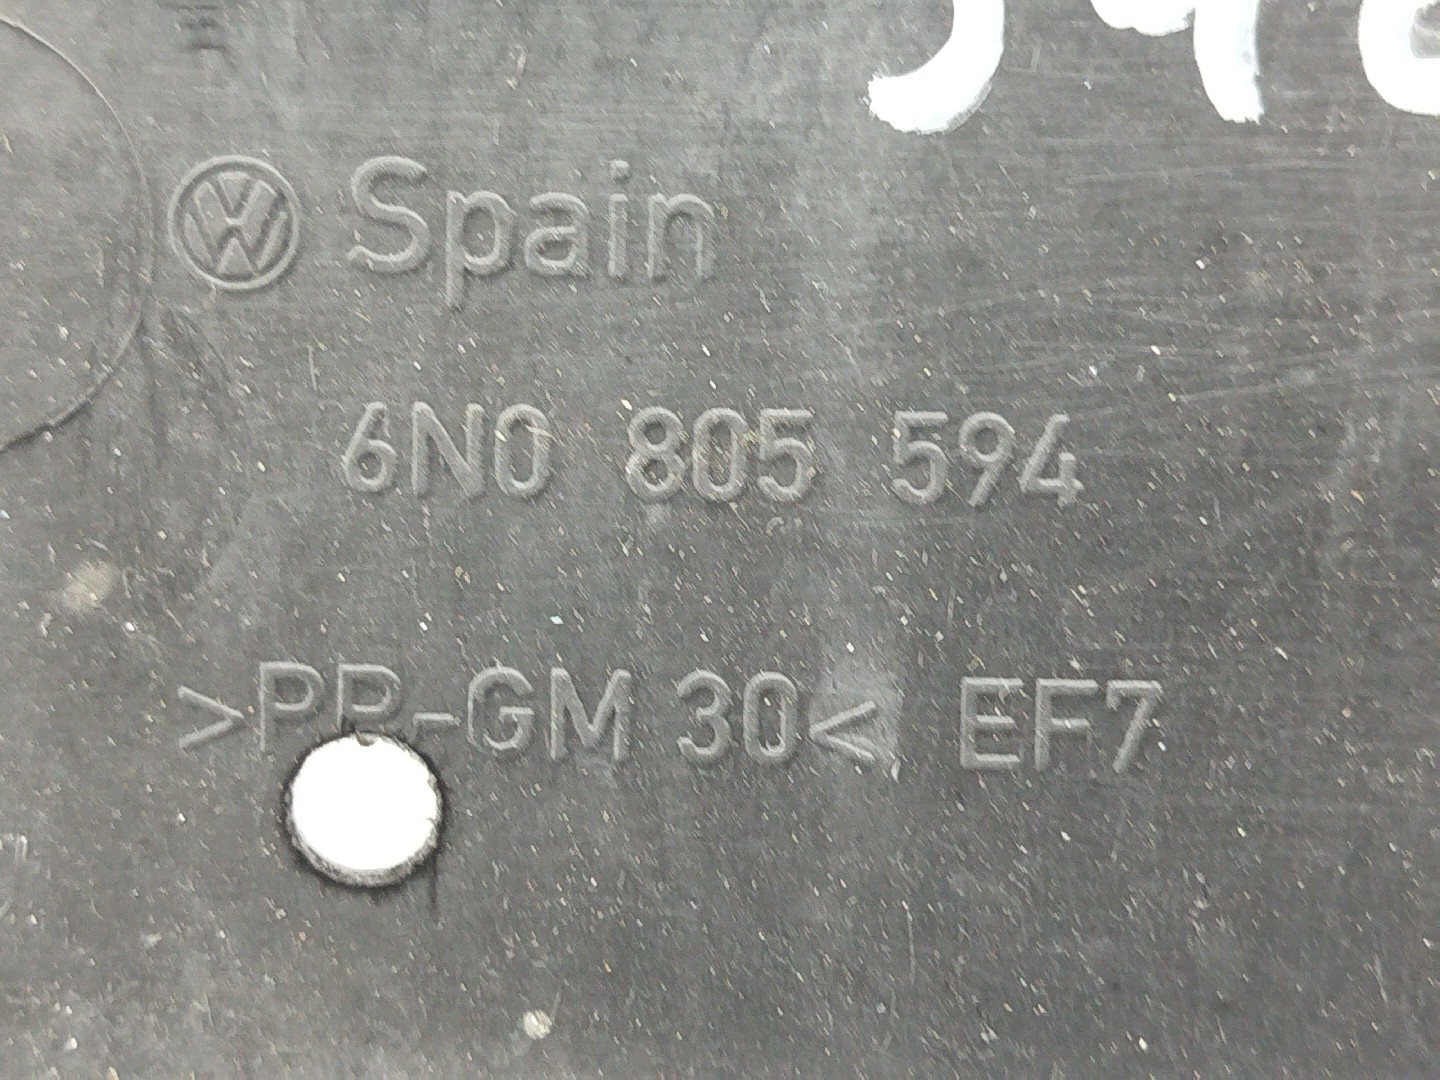 Spain
6N0 805 594
>PP-GM 30< EF7